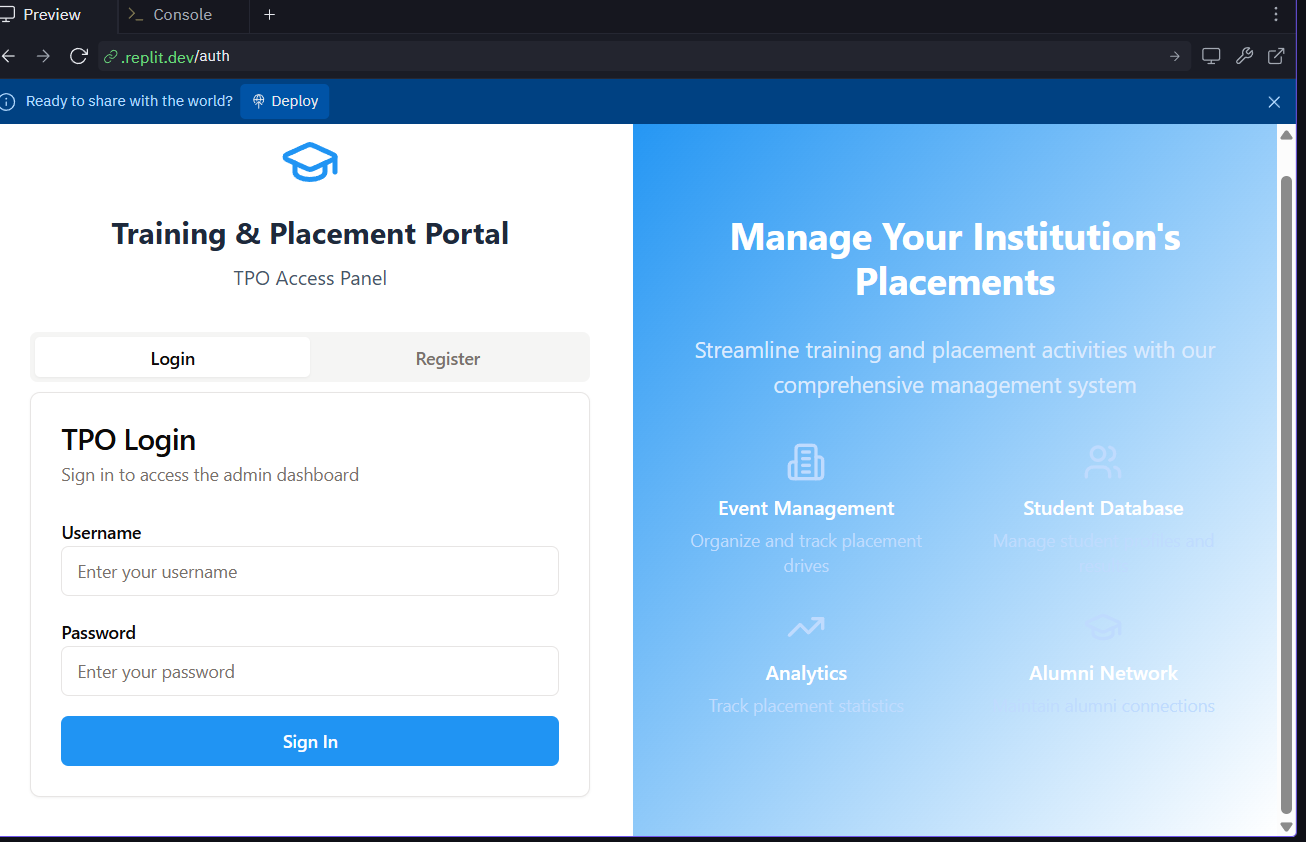 Preview
Console
.replit.dev/auth
Ready to share with the world?
Deploy
Training & Placement Portal
TPO Access Panel
Login
Register
TPO Login
Sign in to access the admin dashboard
Username
Enter your username
Password
Enter your password
Sign In
Manage Your Institution's
Placements
Streamline training and placement activities with our
comprehensive management system
Event Management
Organize and track placement
drives
Student Database
Manage student and
Analytics
Track placement statistics
Alumni Network
alumni connections